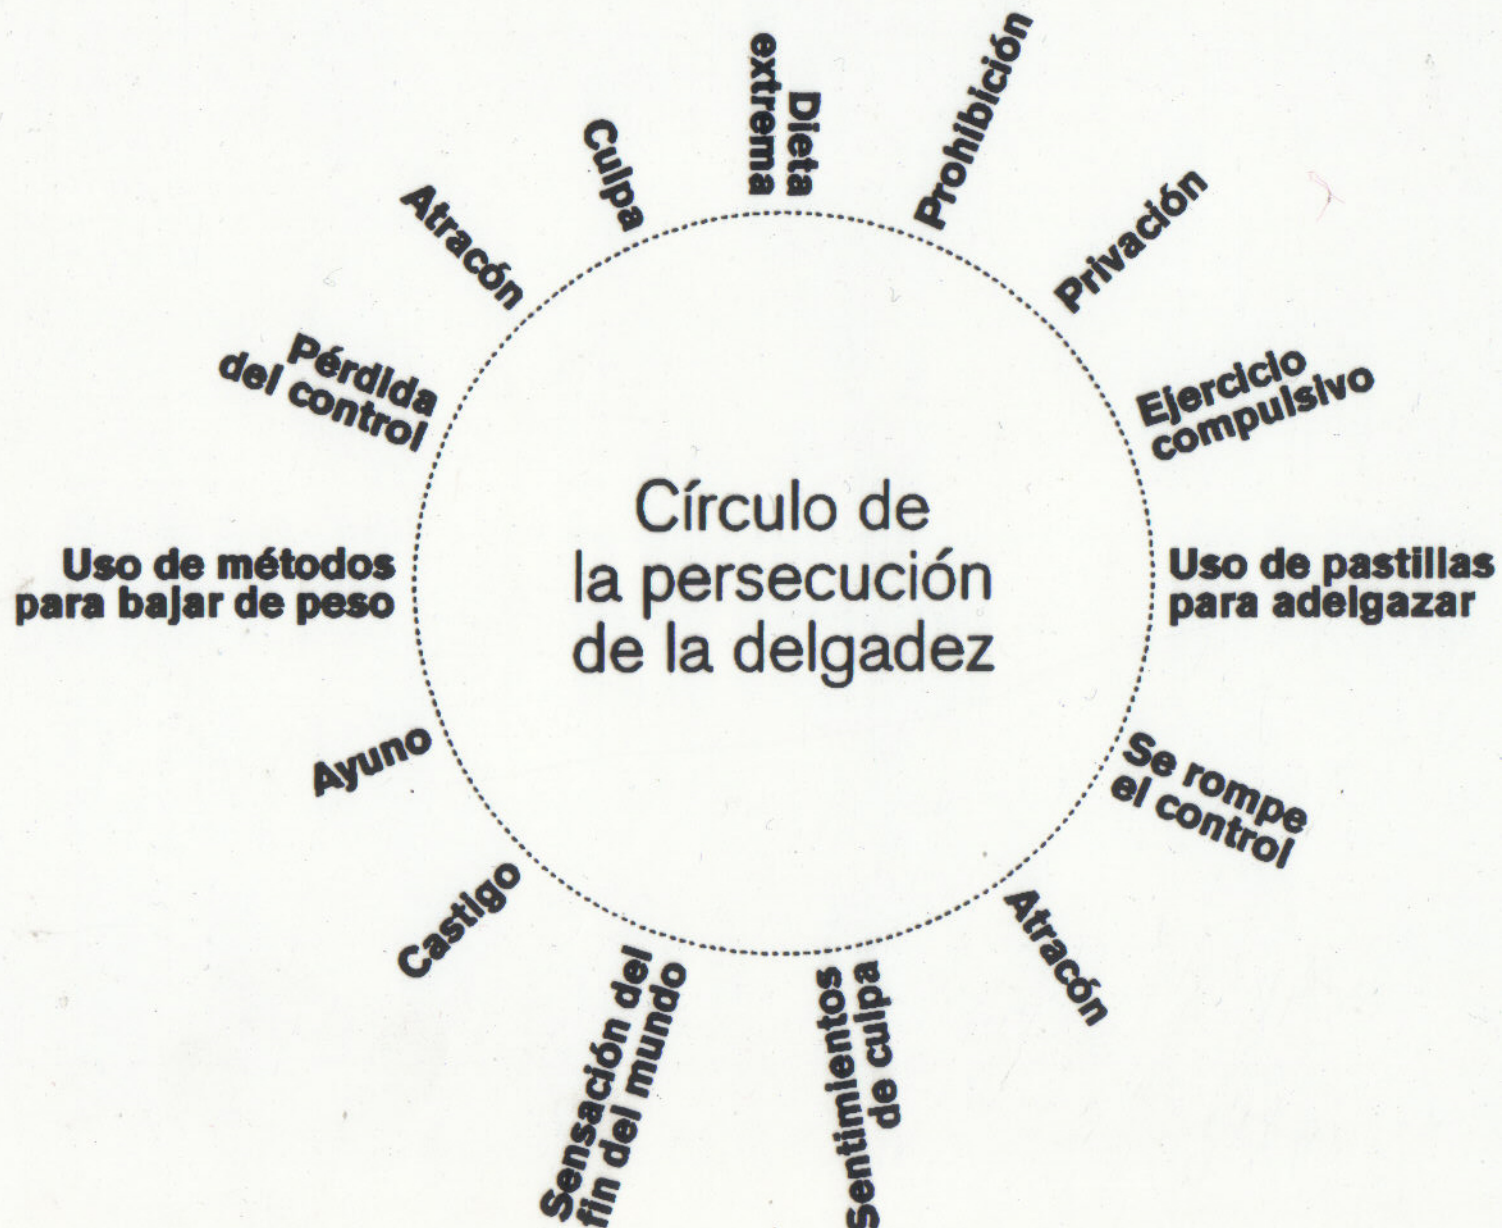 Círculo de
la persecución
de la delgadez
Dieta
extrema
Prohibición
Privación
Ejercicio
compulsivo
Uso de pastillas
para adelgazar
Se rompe
el control
Atracón
Sentimientos
de culpa
Sensación del
fin del mundo
Castigo
Ayuno
Uso de métodos
para bajar de peso
Pérdida
del control
Atracón
Culpa